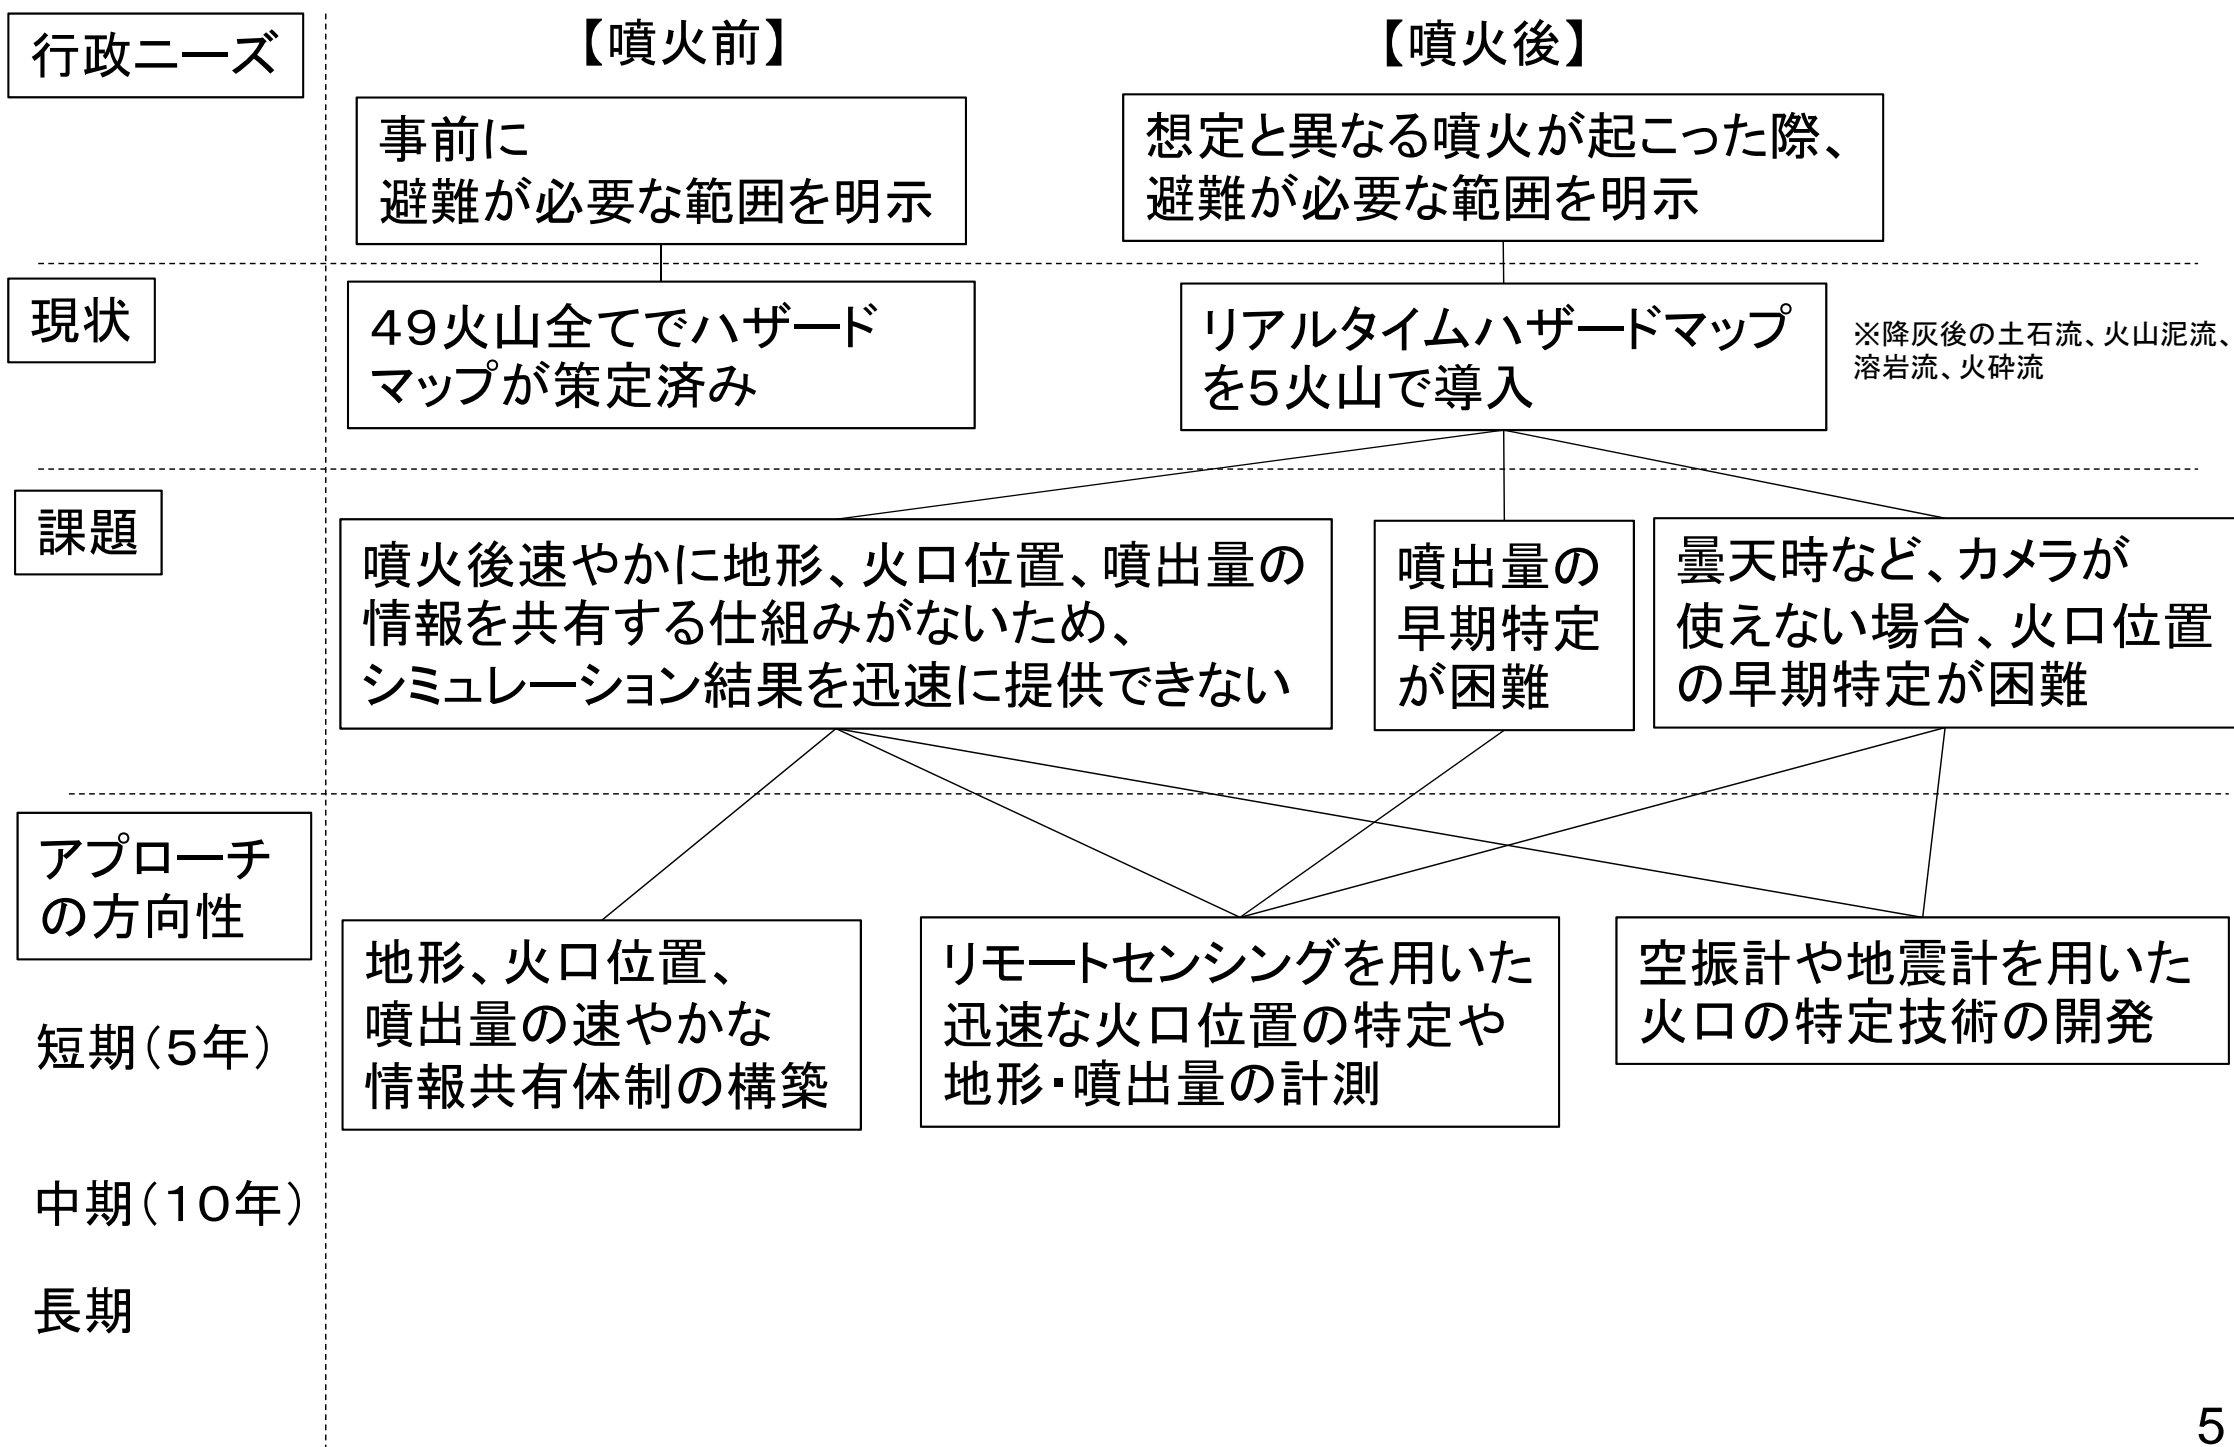 行政ニーズ
【噴火前】
【噴火後】
事前に
避難が必要な範囲を明示
想定と異なる噴火が起こった際、
避難が必要な範囲を明示
現状
49火山全てでハザード
マップが策定済み
リアルタイムハザードマップ
を5火山で導入
※降灰後の土石流、火山泥流、
溶岩流、火砕流
課題
噴火後速やかに地形、火口位置、噴出量の
情報を共有する仕組みがないため、
シミュレーション結果を迅速に提供できない
噴出量の
早期特定
が困難
曇天時など、カメラが
使えない場合、火口位置
の早期特定が困難
アプローチ
の方向性
短期(5年)
地形、火口位置、
噴出量の速やかな
情報共有体制の構築
リモートセンシングを用いた
迅速な火口位置の特定や
地形・噴出量の計測
空振計や地震計を用いた
火口の特定技術の開発
中期(10年)
長期
5